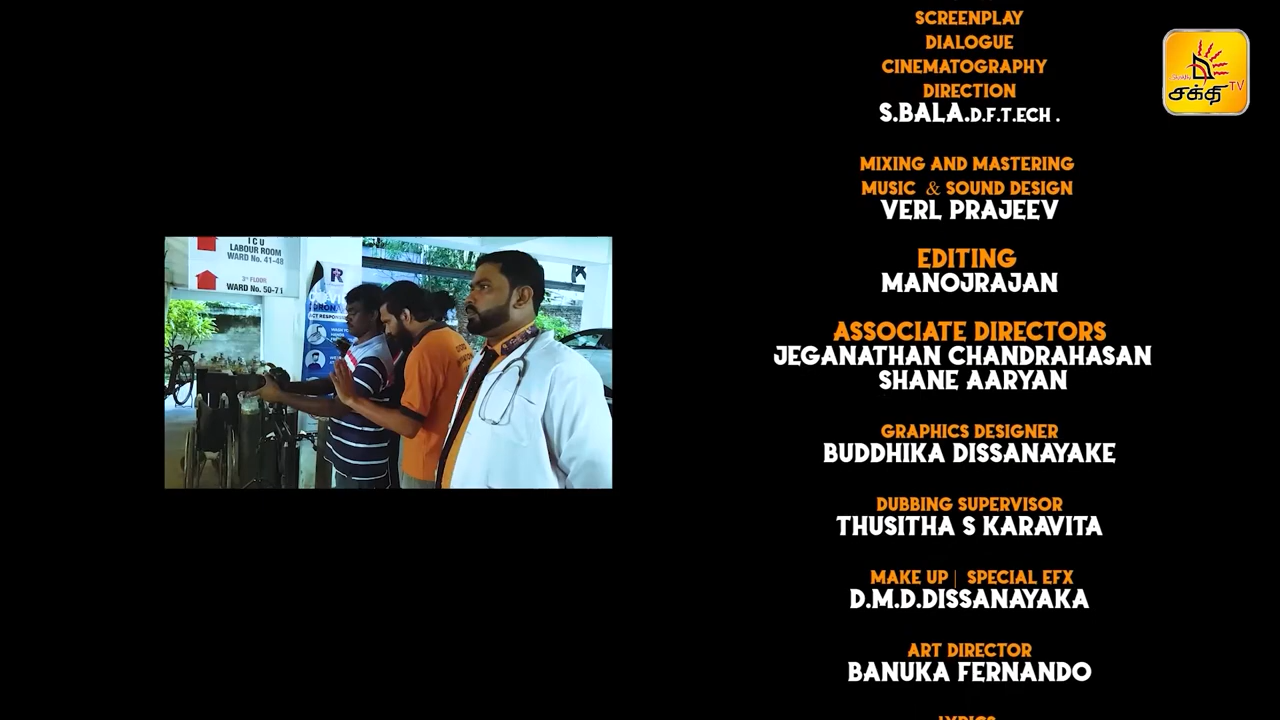 SCREENPLAY
DIALOGUE
CINEMATOGRAPHY
DIRECTION
S.BALA.D.F.T.ECH .
MIXING AND MASTERING
MUSIC & SOUND DESIGN
VERL PRAJEEV
EDITING
MANOJRAJAN
ASSOCIATE DIRECTORS
JEGANATHAN CHANDRAHASAN
SHANE AARYAN
GRAPHICS DESIGNER
BUDDHIKA DISSANAYAKE
DUBBING SUPERVISOR
THUSITHA S KARAVITA
MAKE UP | SPECIAL EFX
D.M.D.DISSANAYAKA
ART DIRECTOR
BANUKA FERNANDO
LYRICS
சக்தி TV
I C U
LABOUR ROOM
WARD No. 41-48
3rd FLOOR
WARD No. 50-71
R